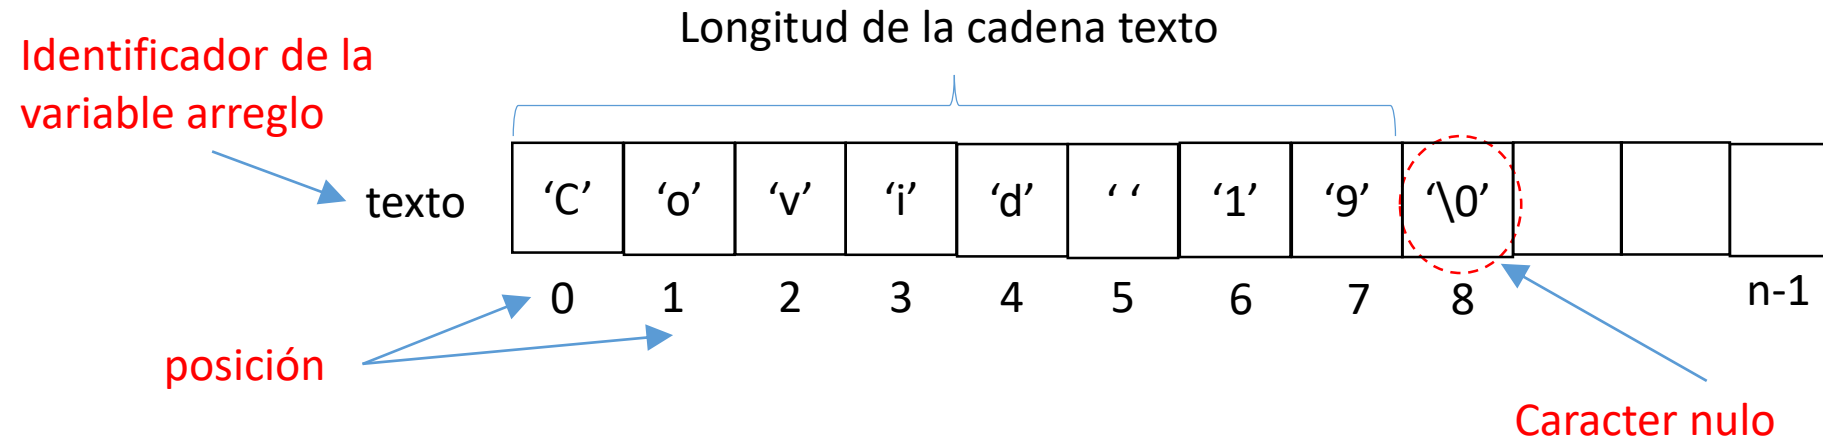 Longitud de la cadena texto
Identificador de la
variable arreglo
texto ‘C’ ‘o’ ‘v’ ‘i’ ‘d’ ‘ ‘ ‘1’ ‘9’ ‘\0’
0 1 2 3 4 5 6 7 8 n-1
posición
Caracter nulo